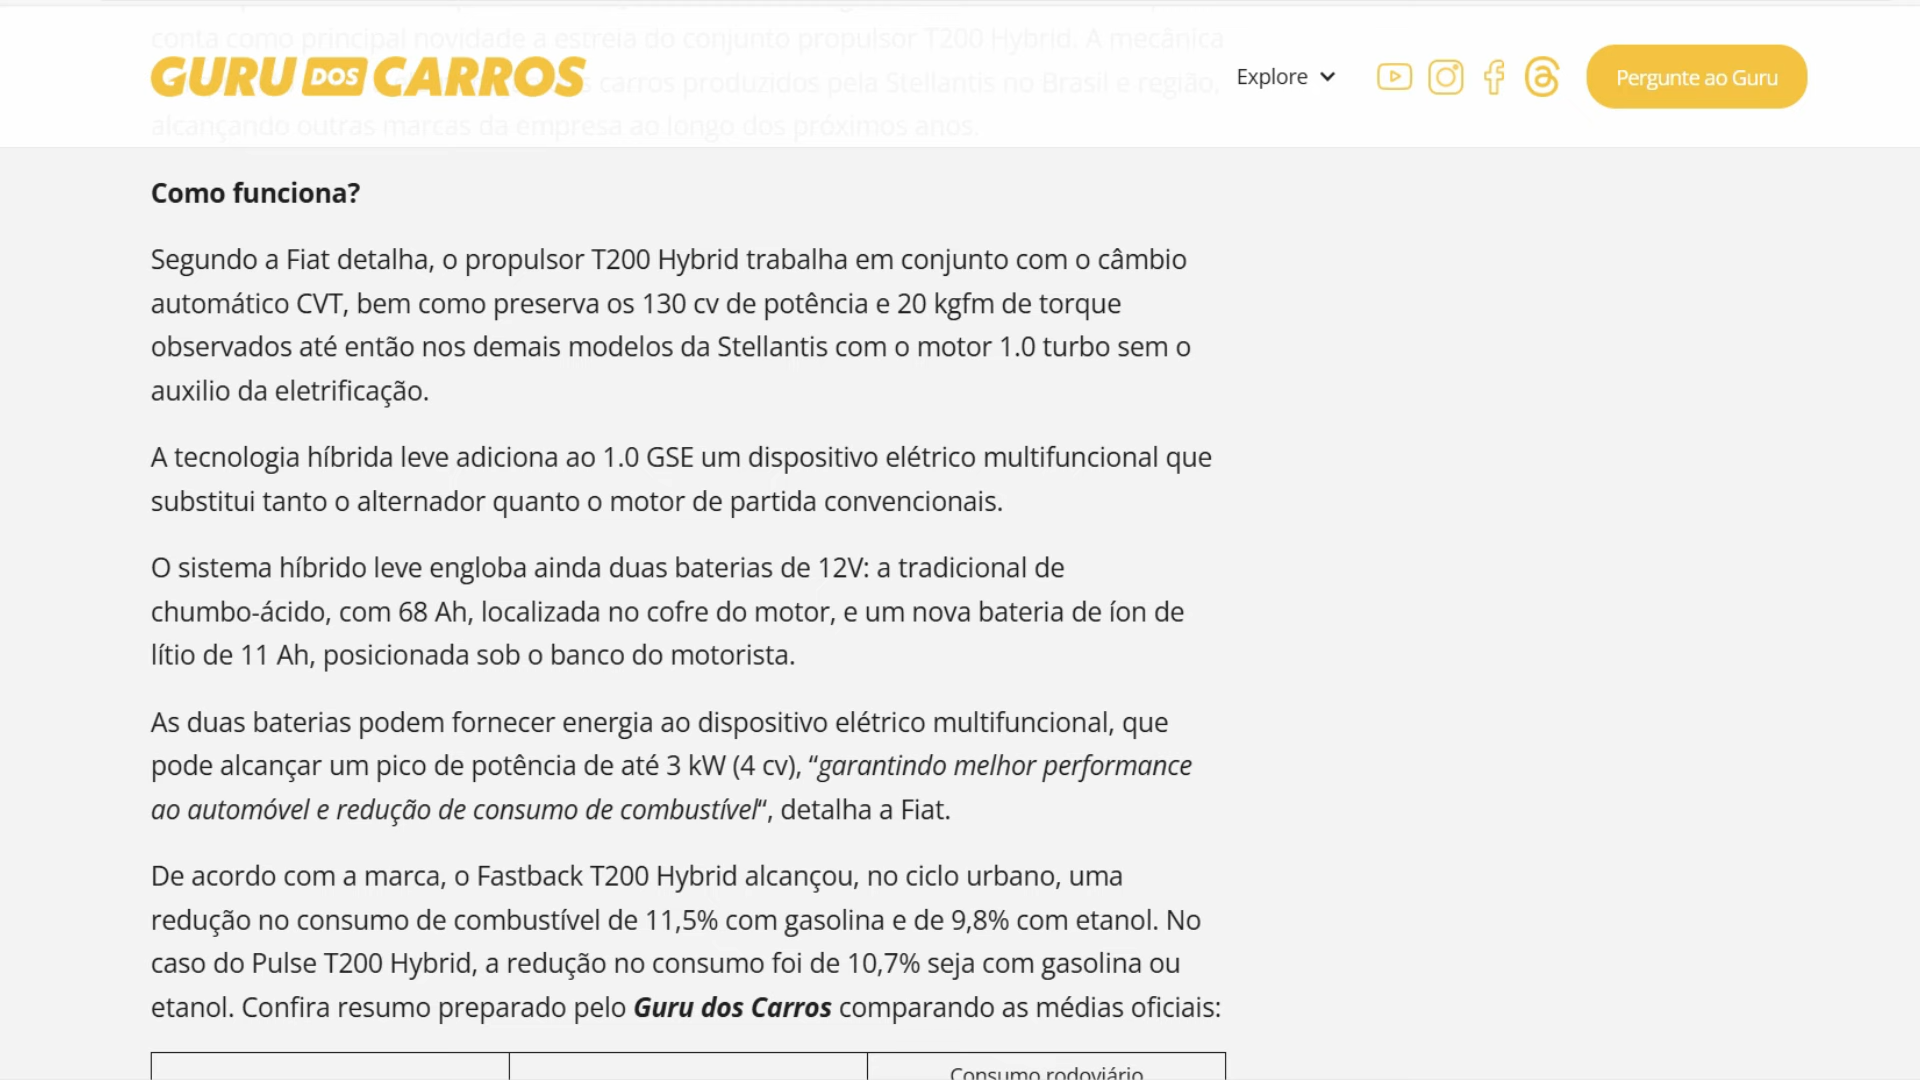 conta como principal novidade a estreia do conjunto propulsor T200 Hybrid. A mecânica
GURU DOS CARROS
carros produzidos pela Stellantis no Brasil e região,
Explore
Pergunte ao Guru
alcançando outras marcas da empresa ao longo dos próximos anos.
Como funciona?
Segundo a Fiat detalha, o propulsor T200 Hybrid trabalha em conjunto com o câmbio
automático CVT, bem como preserva os 130 cv de potência e 20 kgfm de torque
observados até então nos demais modelos da Stellantis com o motor 1.0 turbo sem o
auxilio da eletrificação.
A tecnologia híbrida leve adiciona ao 1.0 GSE um dispositivo elétrico multifuncional que
substitui tanto o alternador quanto o motor de partida convencionais.
O sistema híbrido leve engloba ainda duas baterias de 12V: a tradicional de
chumbo-ácido, com 68 Ah, localizada no cofre do motor, e um nova bateria de íon de
lítio de 11 Ah, posicionada sob o banco do motorista.
As duas baterias podem fornecer energia ao dispositivo elétrico multifuncional, que
pode alcançar um pico de potência de até 3 kW (4 cv), “garantindo melhor performance
ao automóvel e redução de consumo de combustível“, detalha a Fiat.
De acordo com a marca, o Fastback T200 Hybrid alcançou, no ciclo urbano, uma
redução no consumo de combustível de 11,5% com gasolina e de 9,8% com etanol. No
caso do Pulse T200 Hybrid, a redução no consumo foi de 10,7% seja com gasolina ou
etanol. Confira resumo preparado pelo Guru dos Carros comparando as médias oficiais:
Consumo rodoviário